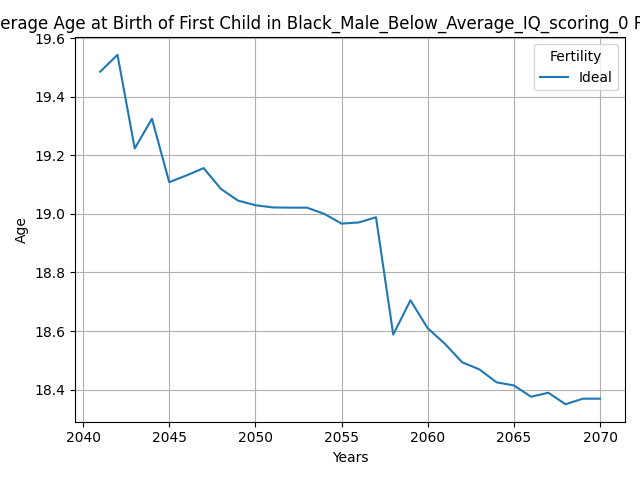 erage Age at Birth of First Child in Black_Male_Below_Average_IQ_scoring_0
Fertility
Ideal
19.6
19.4
19.2
19.0
18.8
18.6
18.4
Age
2040 2045 2050 2055 2060 2065 2070
Years